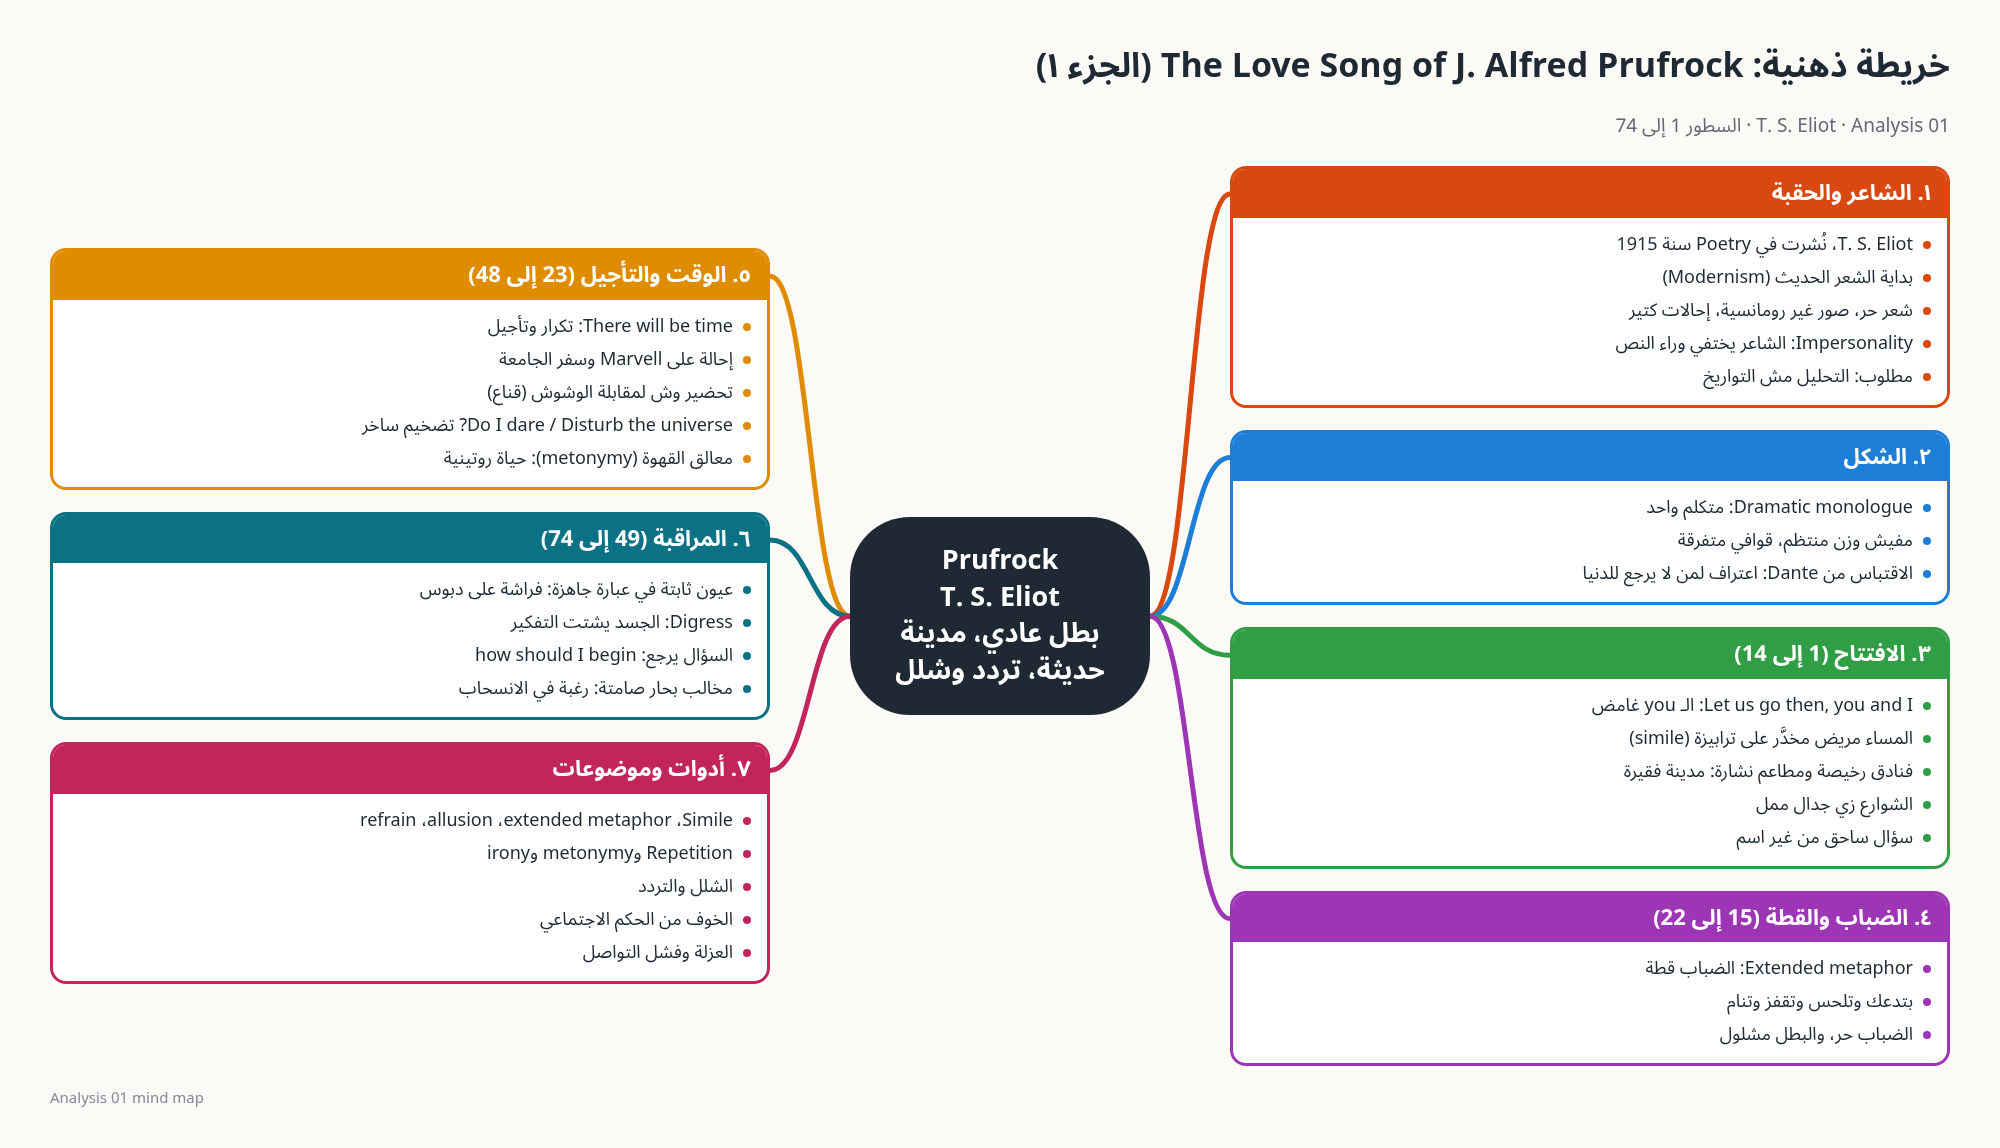 خريطة ذهنية: The Love Song of J. Alfred Prufrock (الجزء ١)
T. S. Eliot · Analysis 01 · السطور 1 إلى 74
١. الشاعر والحقبة
T. S. Eliot، نُشرت في Poetry سنة 1915
بداية الشعر الحديث (Modernism)
شعر حر، صور غير رومانسية، إحالات كتير
Impersonality: الشاعر يختفي وراء النص
مطلوب: التحليل مش التواريخ
٢. الشكل
Dramatic monologue: متكلم واحد
مفيش وزن منتظم، قوافي متفرقة
الاقتباس من Dante: اعتراف لمن لا يرجع للدنيا
٣. الافتتاح (1 إلى 14)
Let us go then, you and I: الـ you غامض
المساء مريض مخدَّر على ترابيزة (simile)
فنادق رخيصة ومطاعم نشارة: مدينة فقيرة
الشوارع زي جدال ممل
سؤال ساحق من غير اسم
٤. الضباب والقطة (15 إلى 22)
Extended metaphor: الضباب قطة
بتدعك وتلحس وتقفز وتنام
الضباب حر، والبطل مشلول
Prufrock
T. S. Eliot
بطل عادي، مدينة
حديثة، تردد وشلل
٥. الوقت والتأجيل (23 إلى 48)
There will be time: تكرار وتأجيل
إحالة على Marvell وسفر الجامعة
تحضير وش لمقابلة الوشوش (قناع)
Do I dare / Disturb the universe? تضخيم ساخر
معالق القهوة (metonymy): حياة روتينية
٦. المراقبة (49 إلى 74)
عيون ثابتة في عبارة جاهزة: فراشة على دبوس
Digress: الجسد يشتت التفكير
السؤال يرجع: how should I begin
مخالب بحار صامتة: رغبة في الانسحاب
٧. أدوات وموضوعات
Simile، extended metaphor، allusion، refrain
Repetition وmetonymy وirony
الشلل والتردد
الخوف من الحكم الاجتماعي
العزلة وفشل التواصل
Analysis 01 mind map